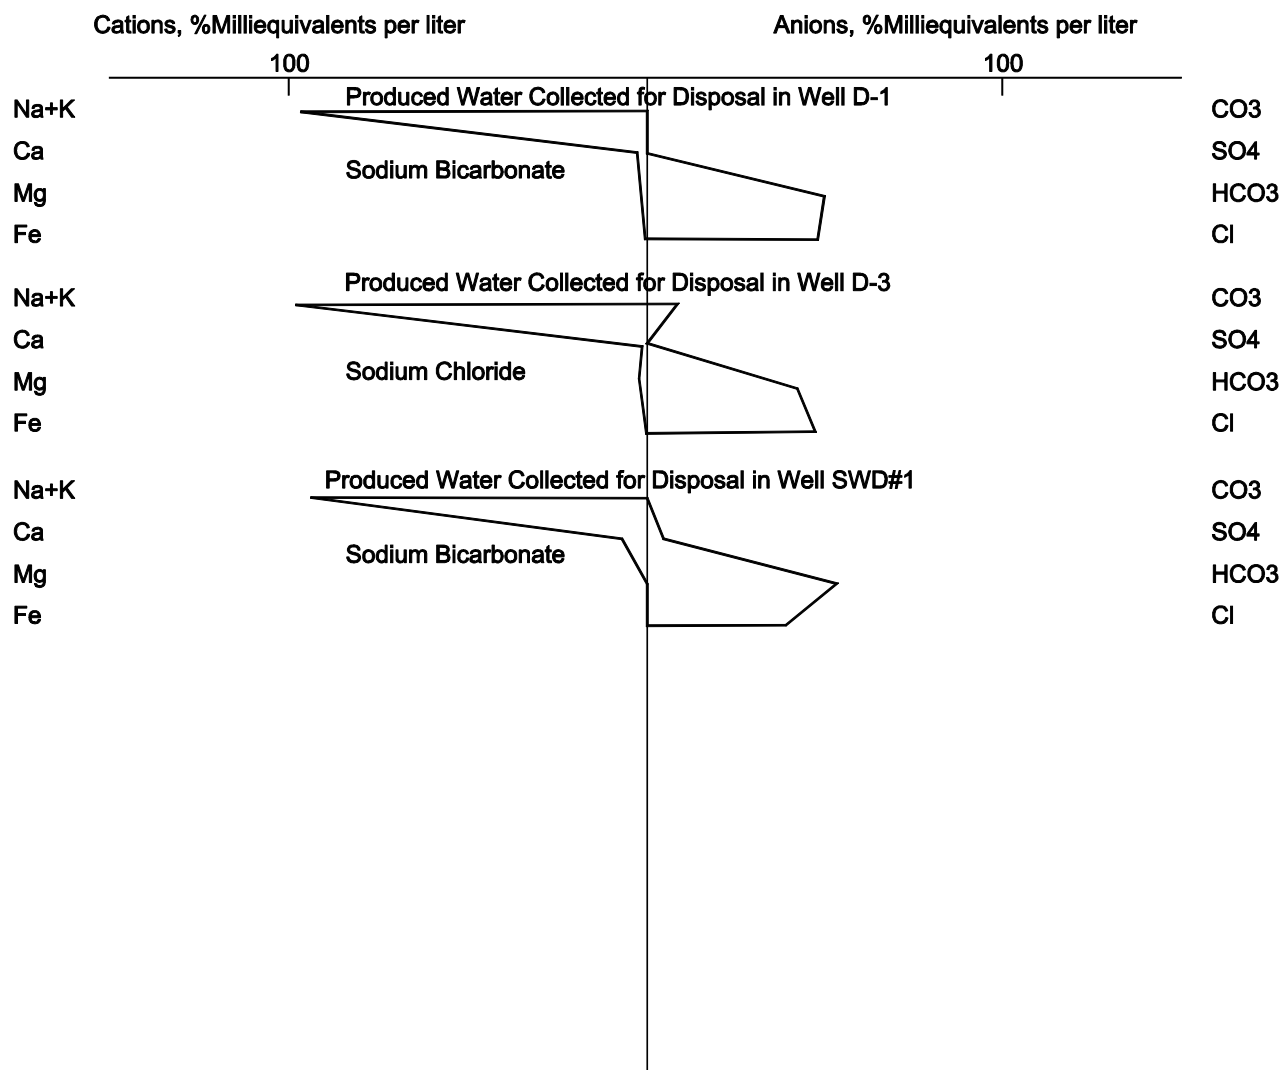 Cations, %Milliequivalents per liter Anions, %Milliequivalents per liter
100 100
Produced Water Collected for Disposal in Well D-1
Na+K CO3
Ca SO4
Sodium Bicarbonate
Mg HCO3
Fe Cl
Produced Water Collected for Disposal in Well D-3
Na+K CO3
Ca SO4
Sodium Chloride
Mg HCO3
Fe Cl
Produced Water Collected for Disposal in Well SWD#1
Na+K CO3
Ca SO4
Sodium Bicarbonate
Mg HCO3
Fe Cl